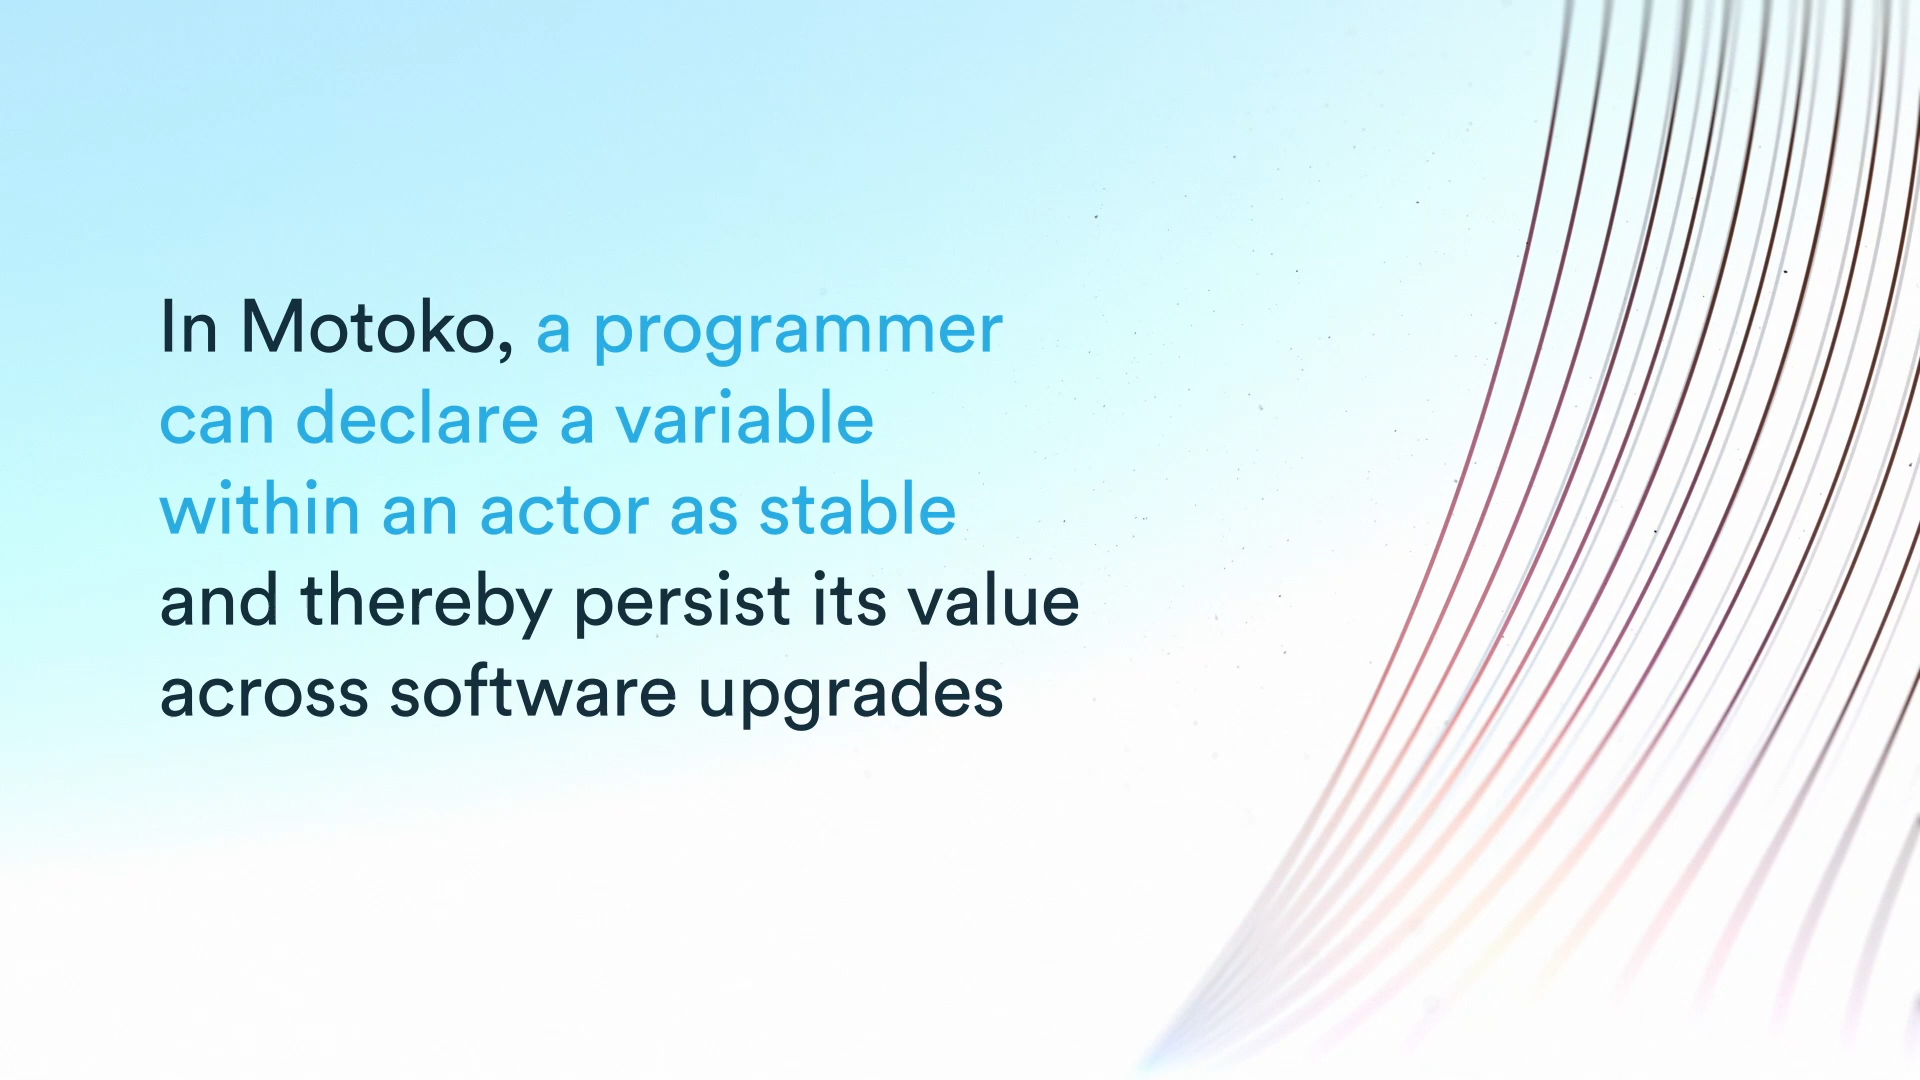 In Motoko, a programmer
can declare a variable
within an actor as stable
and thereby persist its value
across software upgrades